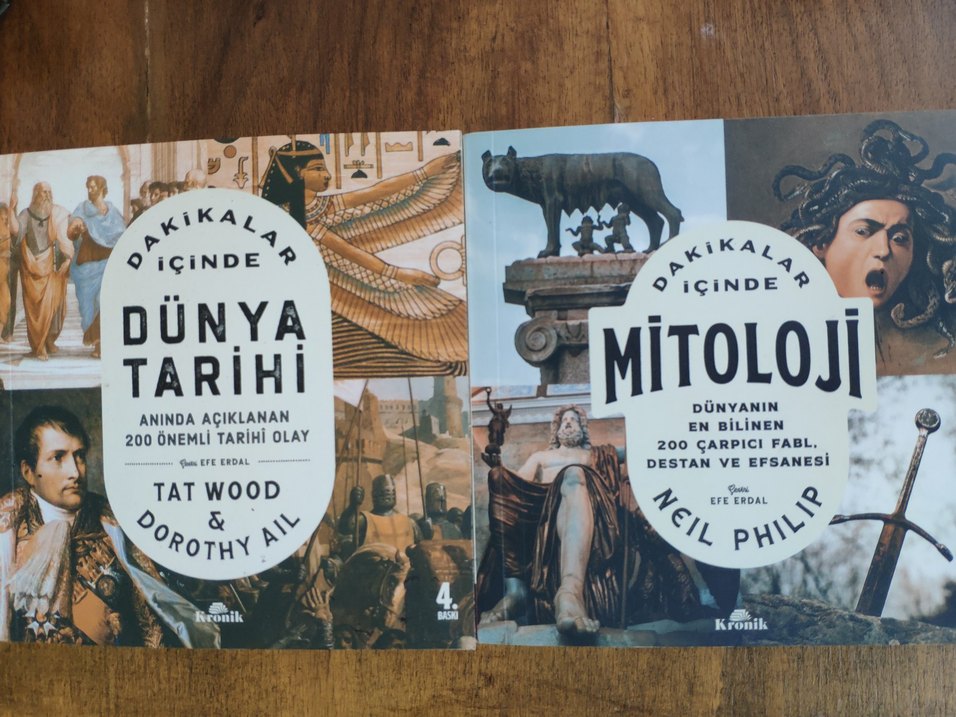 DAKİKALAR
İÇİNDE
DÜNYA
TARİHİ
ANINDA AÇIKLANAN
200 ÖNEMLİ TARİHİ OLAY
Çeviri EFE ERDAL
TAT WOOD
&
DOROTHY AIL
Kronik
4.
BASKI
DAKİKALAR
İÇİNDE
MİTOLOJİ
DÜNYANIN
EN BİLİNEN
200 ÇARPICI FABL,
DESTAN VE EFSANESİ
Çeviri
EFE ERDAL
NEIL PHILIP
Kronik